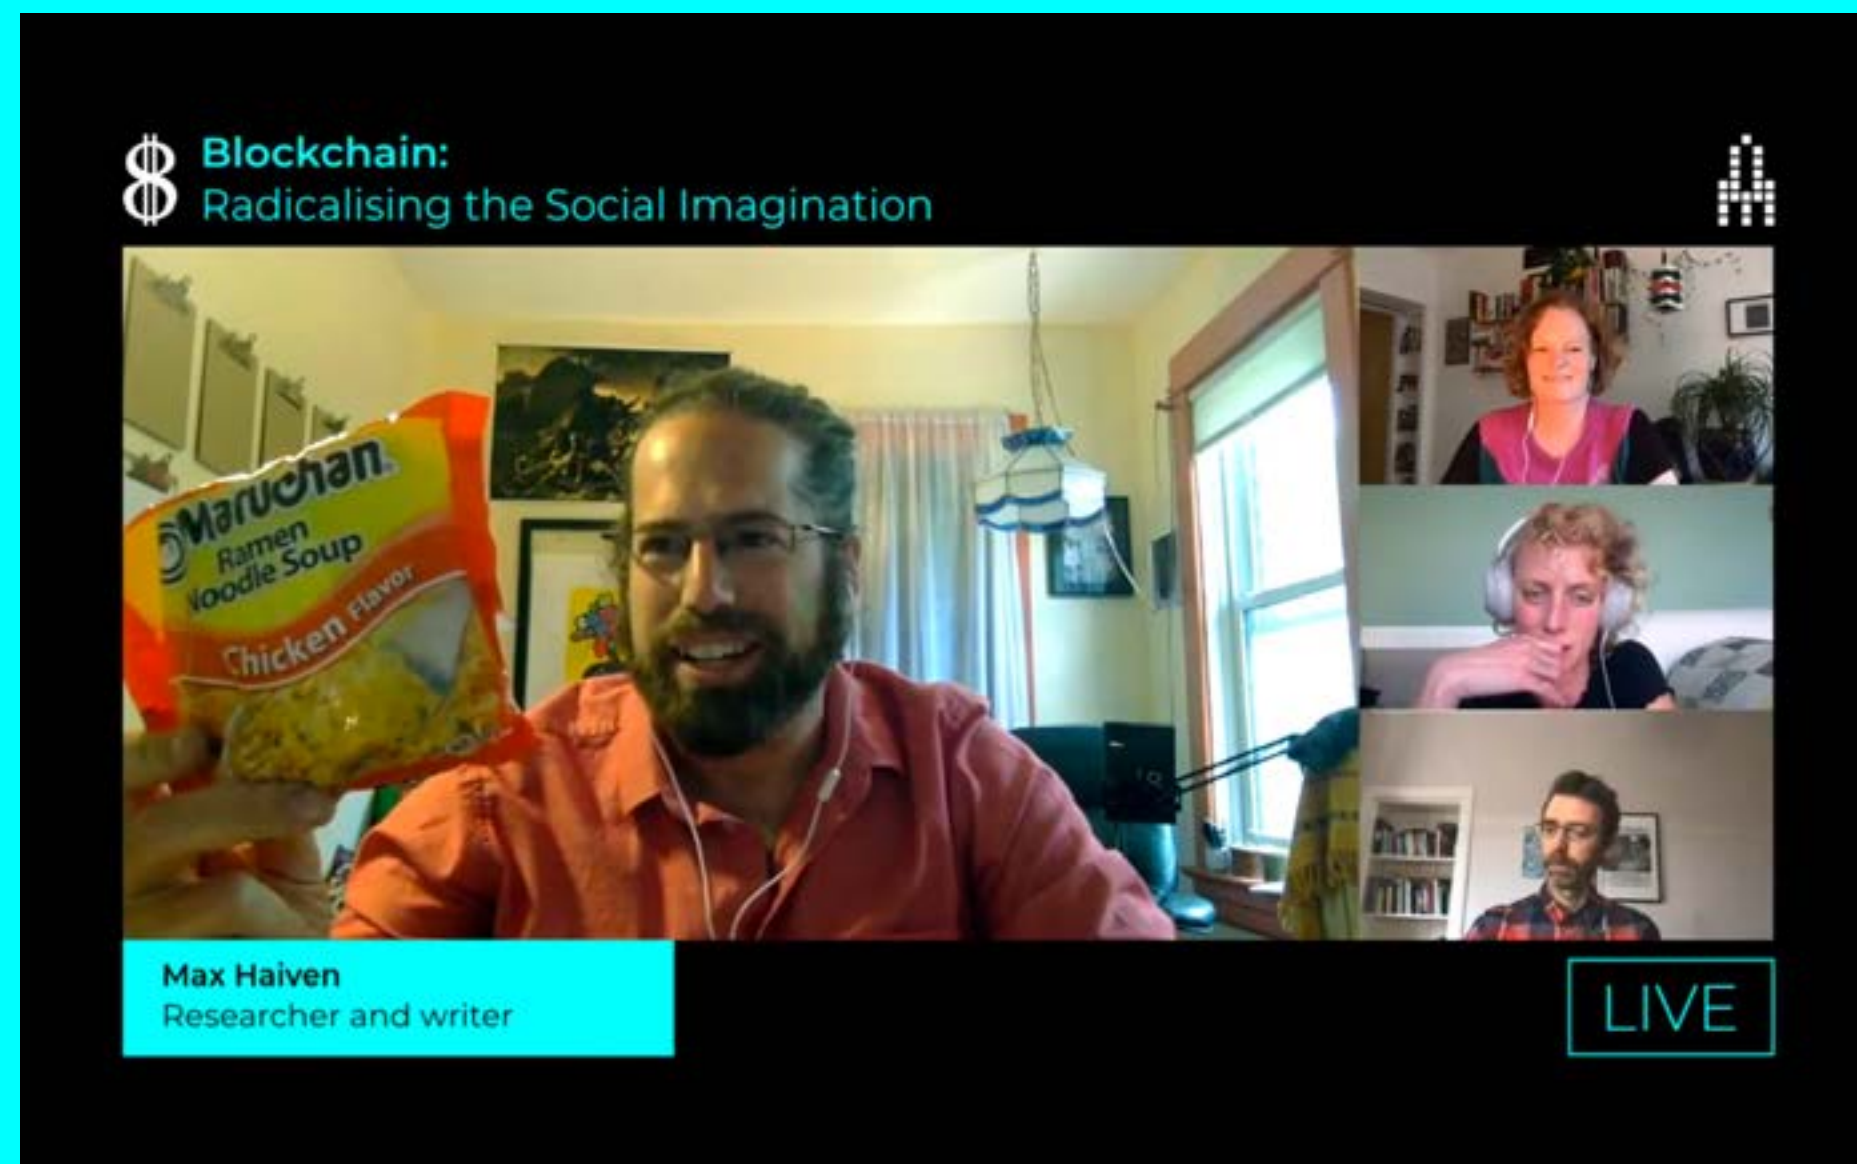 Blockchain:
Radicalising the Social Imagination
Maruchan
Ramen
Noodle Soup
Chicken Flavor
Max Haiven
Researcher and writer
LIVE